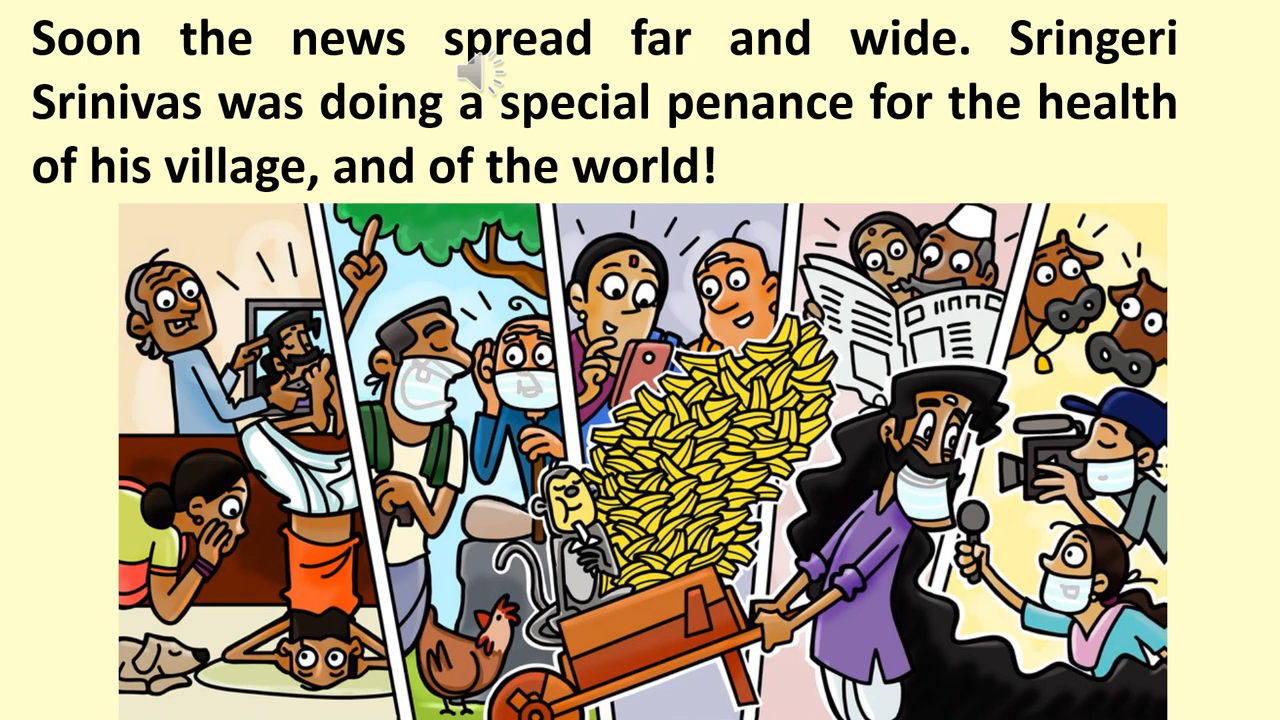 Soon the news spread far and wide. Sringeri
Srinivas was doing a special penance for the health
of his village, and of the world!